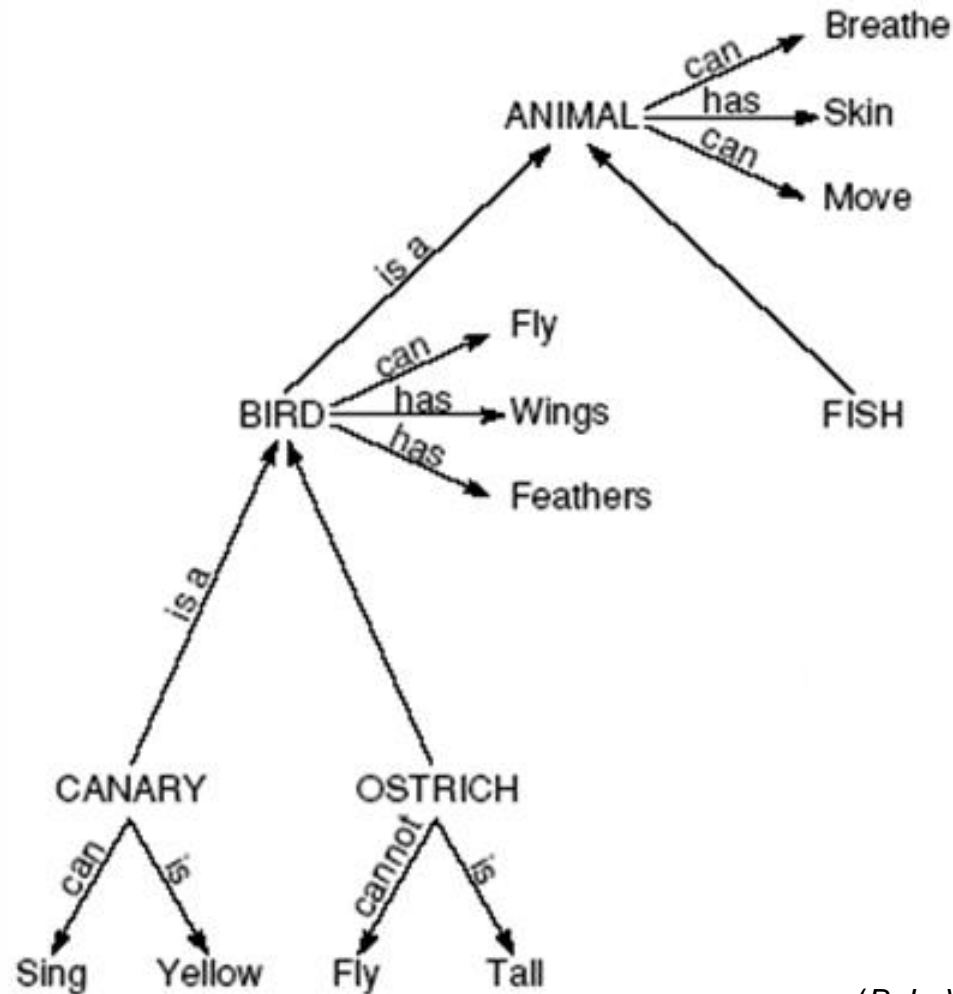 Breathe
can
ANIMAL has Skin
can
Move
is a
Fly
can
BIRD has Wings FISH
has
Feathers
is a
CANARY OSTRICH
can is cannot is
Sing Yellow Fly Tall